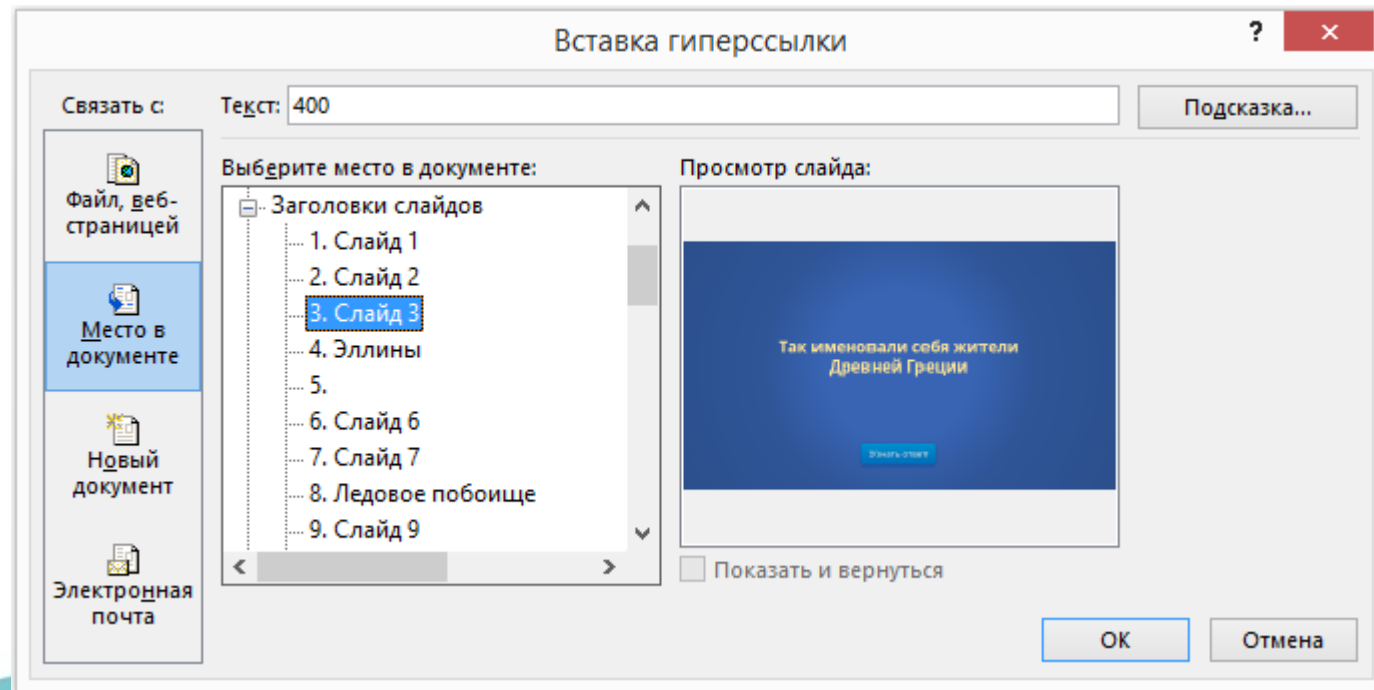 Вставка гиперссылки
?
Связать с:
Текст: 400
Подсказка...
Файл, веб-
страницей
Место в
документе
Новый
документ
Электронная
почта
Выберите место в документе:
Заголовки слайдов
1. Слайд 1
2. Слайд 2
3. Слайд 3
4. Эллины
5.
6. Слайд 6
7. Слайд 7
8. Ледовое побоище
9. Слайд 9
Просмотр слайда:
Так именовали себя жители
Древней Греции
Узнать ответ
Показать и вернуться
ОК
Отмена